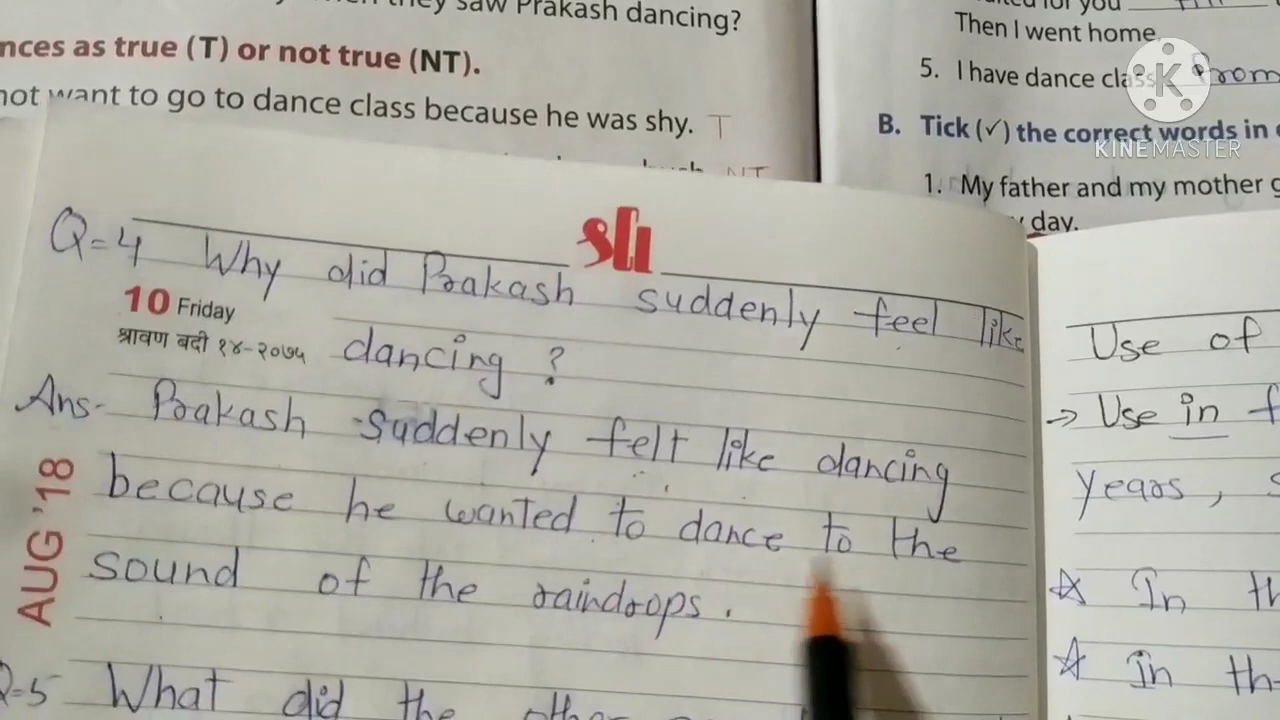 they saw Prakash dancing?
nces as true (T) or not true (NT).
not want to go to dance class because he was shy. T
NT
Then I went home.
5. I have dance class
B. Tick (✓) the correct words in
1. My father and my mother
day.
KINEMASTER
Q=4 Why did Prakash suddenly feel like
10 Friday
श्रावण बदी १४-२०७५
dancing ?
Ans- Prakash suddenly felt like dancing
because he wanted to dance to the
sound of the raindrops.
AUG '18
Q=5 What did the other
Use of
→ Use in
years,
☆ In
☆ In